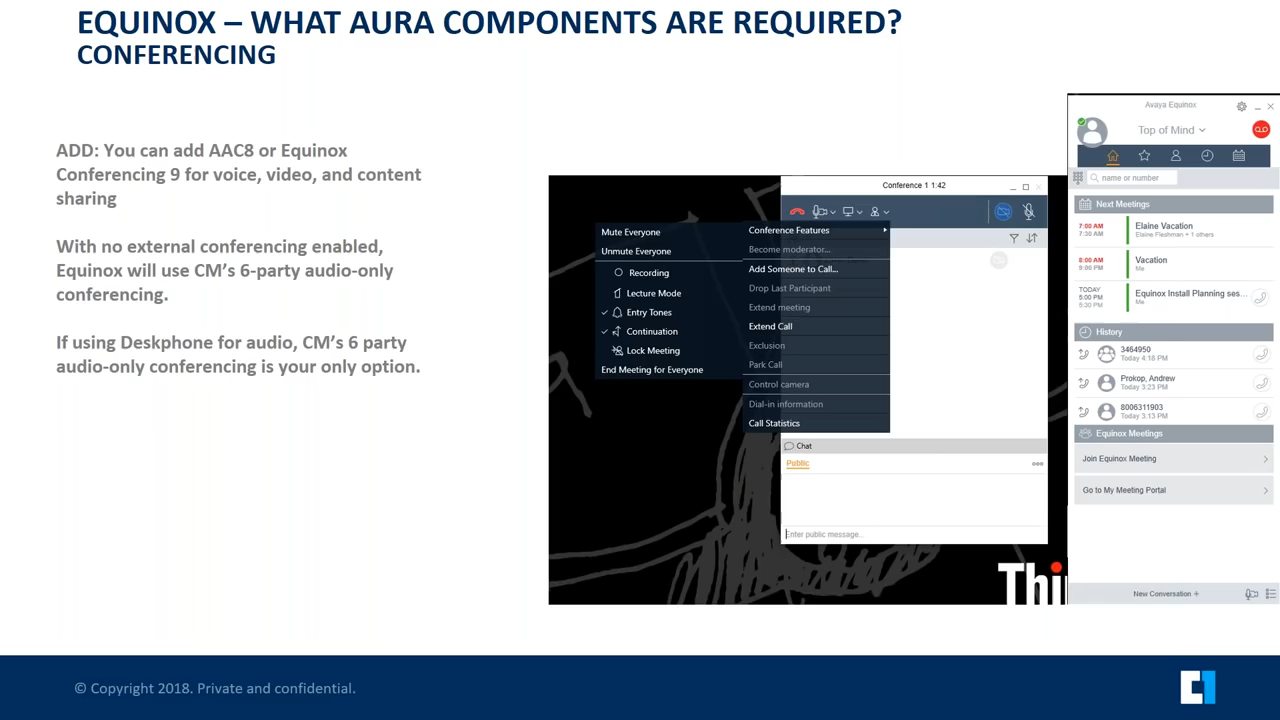 EQUINOX – WHAT AURA COMPONENTS ARE REQUIRED?
CONFERENCING
ADD: You can add AAC8 or Equinox
Conferencing 9 for voice, video, and content
sharing
With no external conferencing enabled,
Equinox will use CM’s 6-party audio-only
conferencing.
If using Deskphone for audio, CM’s 6 party
audio-only conferencing is your only option.
Conference 1 1:42
Mute Everyone
Unmute Everyone
Recording
Lecture Mode
Entry Tones
Continuation
Lock Meeting
End Meeting for Everyone
Conference Features
Become moderator...
Add Someone to Call...
Drop Last Participant
Extend meeting
Extend Call
Exclusion
Park Call
Control camera
Dial-in information
Call Statistics
Chat
Public
Enter public message..
Thi
Avaya Equinox
Top of Mind
name or number
Next Meetings
7:00 AM
7:30 AM
Elaine Vacation
Elaine Fleshman + 1 others
8:00 AM
9:00 PM
Vacation
Me
TODAY
5:00 PM
5:30 PM
Equinox Install Planning ses...
Me
History
3464950
Today 4:18 PM
Prokop, Andrew
Today 3:23 PM
8006311903
Today 3:13 PM
Equinox Meetings
Join Equinox Meeting
Go to My Meeting Portal
New Conversation +
© Copyright 2018. Private and confidential.